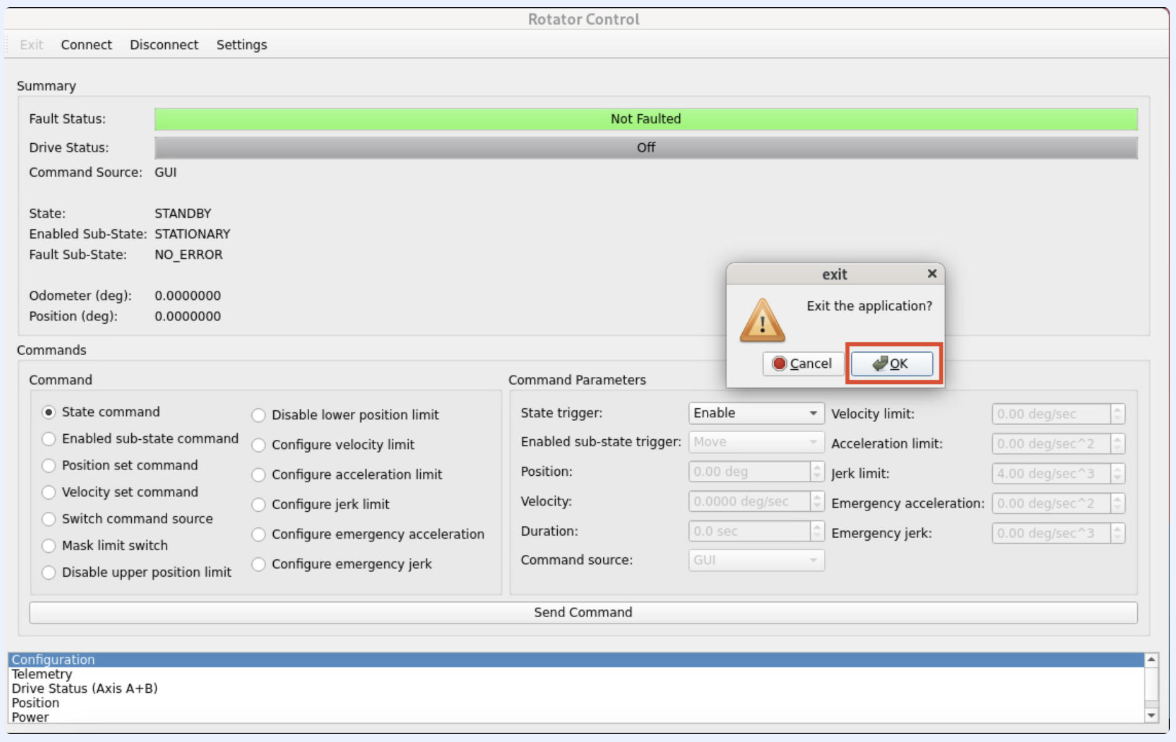 Rotator Control
Exit Connect Disconnect Settings
Summary
Fault Status: Not Faulted
Drive Status: Off
Command Source: GUI
State: STANDBY
Enabled Sub-State: STATIONARY
Fault Sub-State: NO_ERROR
Odometer (deg): 0.0000000
Position (deg): 0.0000000
exit
Exit the application?
Cancel OK
Commands
Command
State command
Enabled sub-state command
Position set command
Velocity set command
Switch command source
Mask limit switch
Disable upper position limit
Disable lower position limit
Configure velocity limit
Configure acceleration limit
Configure jerk limit
Configure emergency acceleration
Configure emergency jerk
Command Parameters
State trigger: Enable
Enabled sub-state trigger: Move
Position: 0.00 deg
Velocity: 0.0000 deg/sec
Duration: 0.0 sec
Command source: GUI
Velocity limit: 0.00 deg/sec
Acceleration limit: 0.00 deg/sec^2
Jerk limit: 4.00 deg/sec^3
Emergency acceleration: 0.00 deg/sec^2
Emergency jerk: 0.00 deg/sec^3
Send Command
Configuration
Telemetry
Drive Status (Axis A+B)
Position
Power